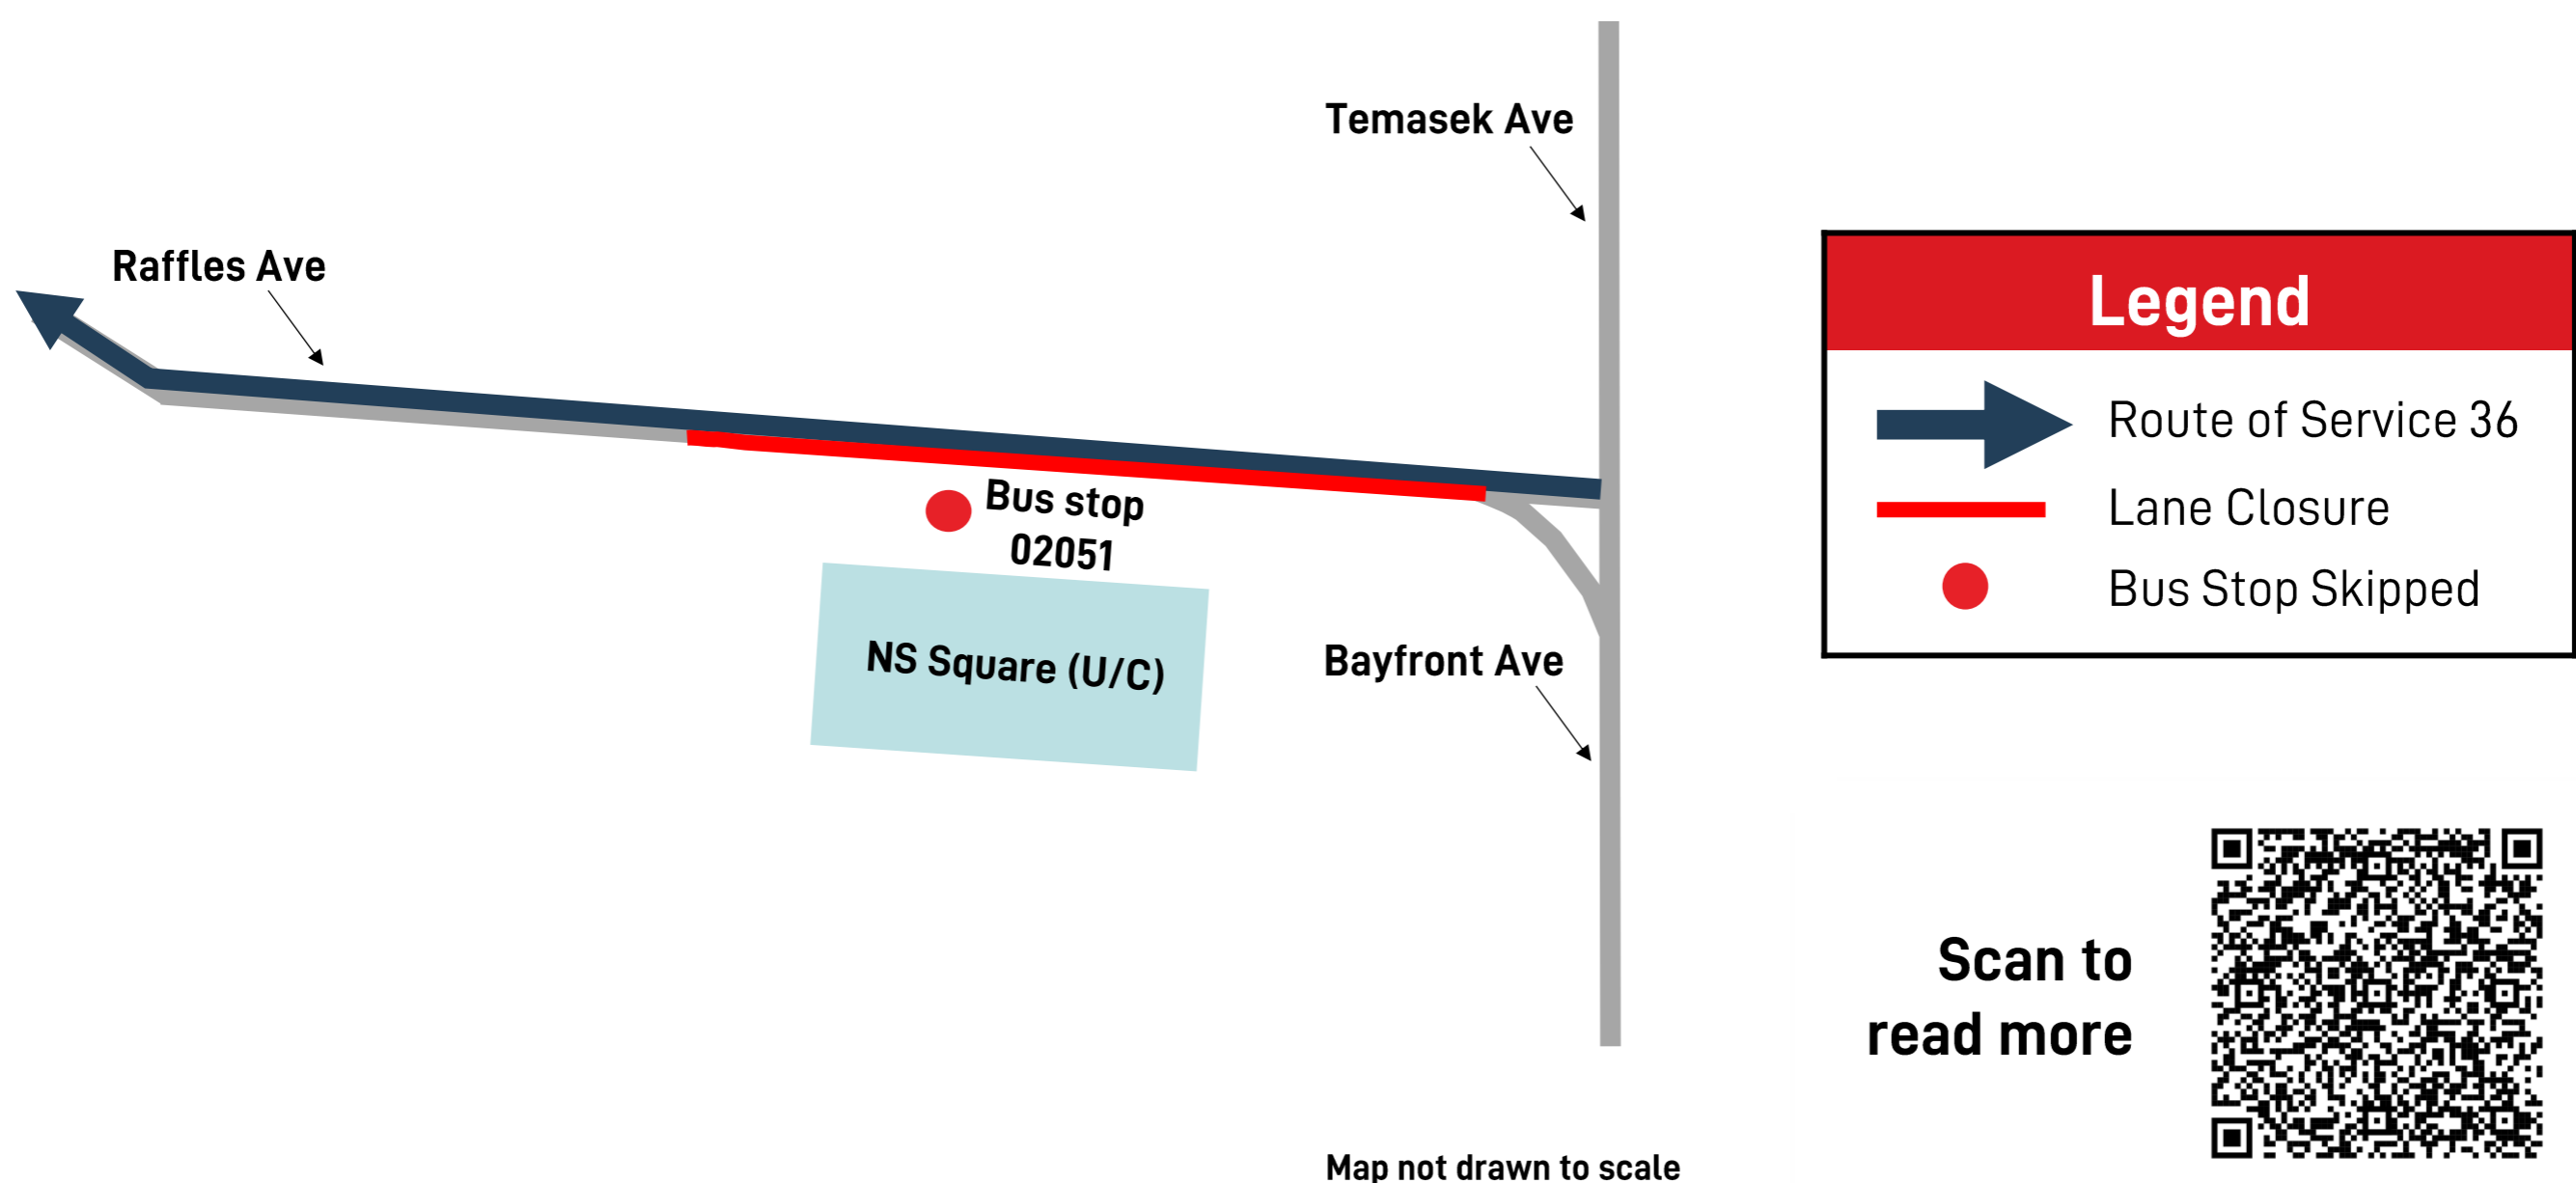 Temasek Ave
Raffles Ave
Legend
Route of Service 36
Lane Closure
Bus Stop Skipped
Bus stop
02051
NS Square (U/C)
Bayfront Ave
Scan to
read more
Map not drawn to scale